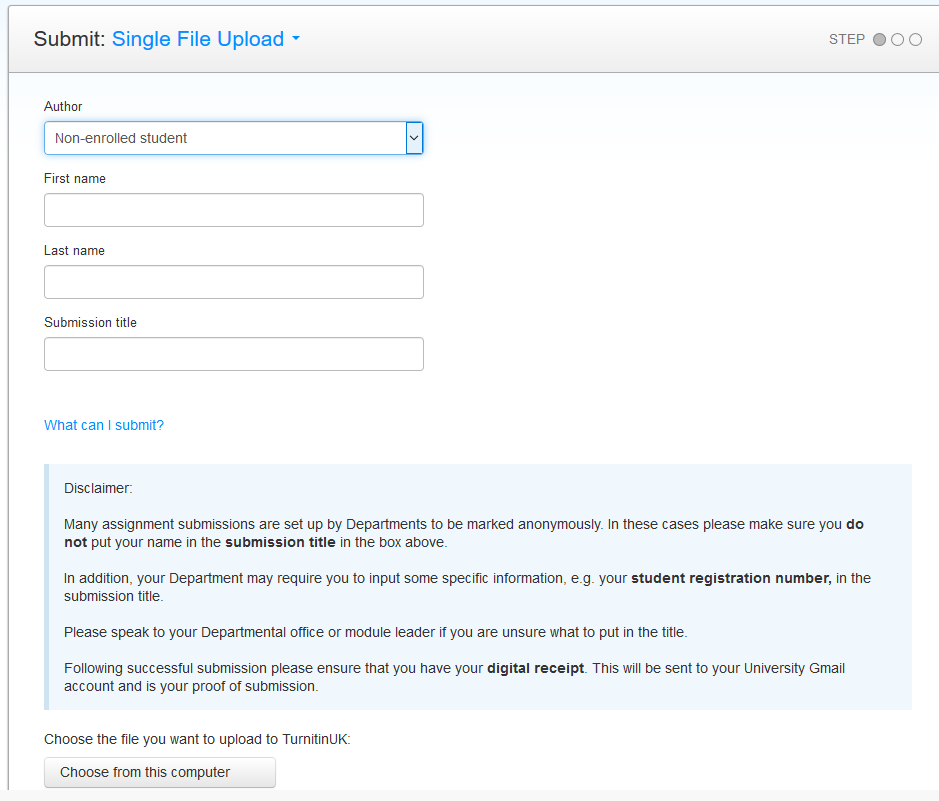 Submit: Single File Upload
STEP
Author
Non-enrolled student
First name
Last name
Submission title
What can I submit?
Disclaimer:
Many assignment submissions are set up by Departments to be marked anonymously. In these cases please make sure you do
not put your name in the submission title in the box above.
In addition, your Department may require you to input some specific information, e.g. your student registration number, in the
submission title.
Please speak to your Departmental office or module leader if you are unsure what to put in the title.
Following successful submission please ensure that you have your digital receipt. This will be sent to your University Gmail
account and is your proof of submission.
Choose the file you want to upload to TurnitinUK:
Choose from this computer